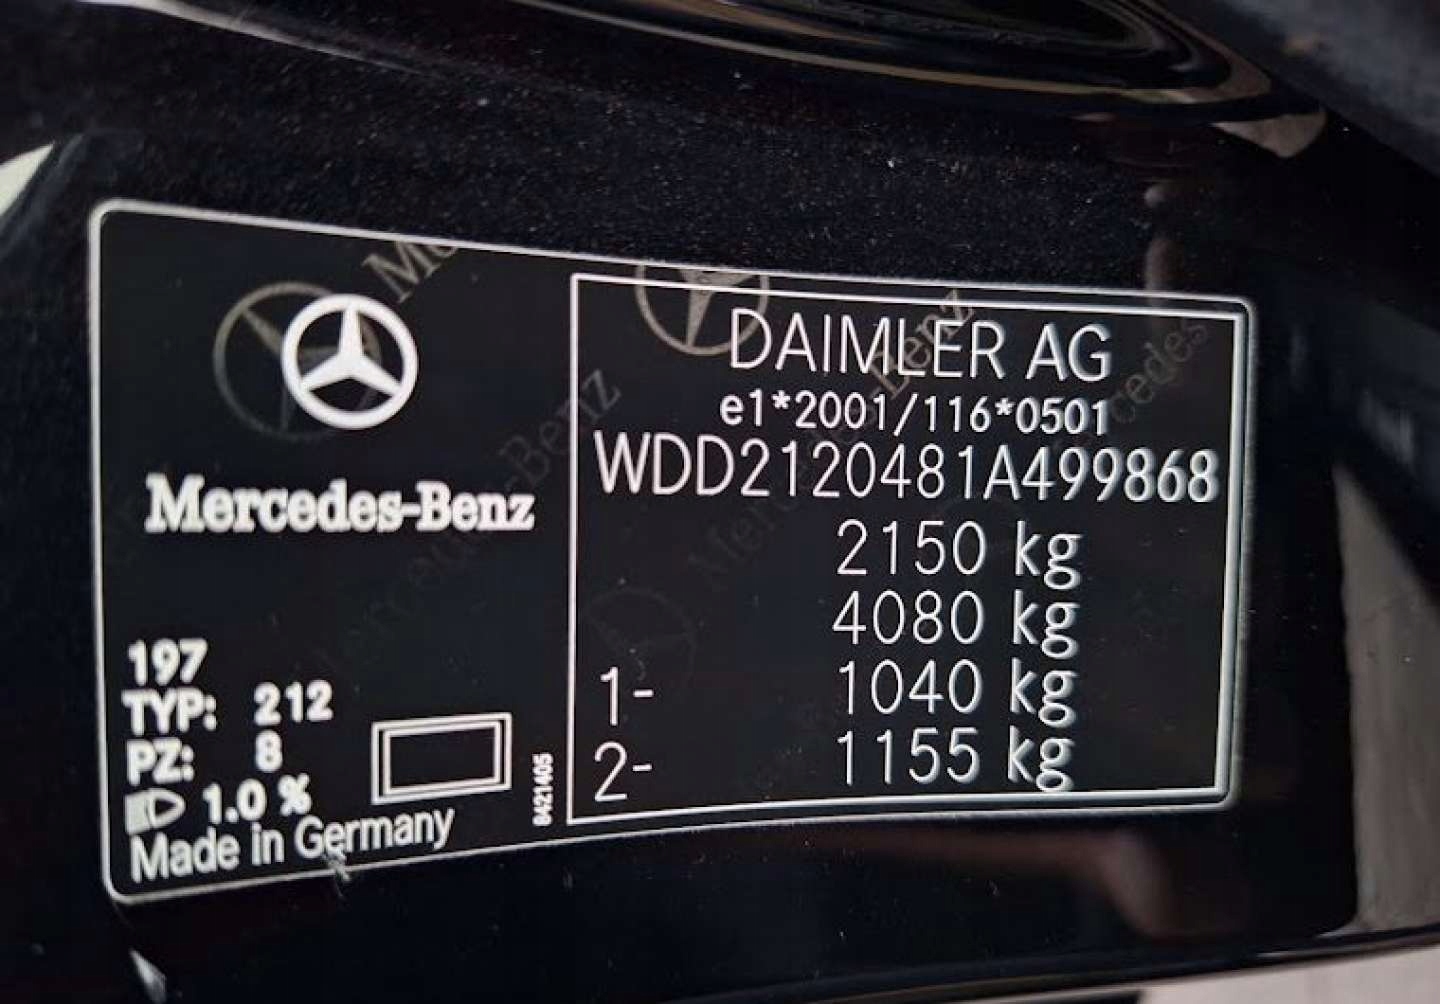 Mercedes-Benz
197
TYP: 212
PZ: 8
1.0 %
Made in Germany
8421405
DAIMLER AG
e1*2001/116*0501
WDD2120481A499868
2150 kg
4080 kg
1- 1040 kg
2- 1155 kg